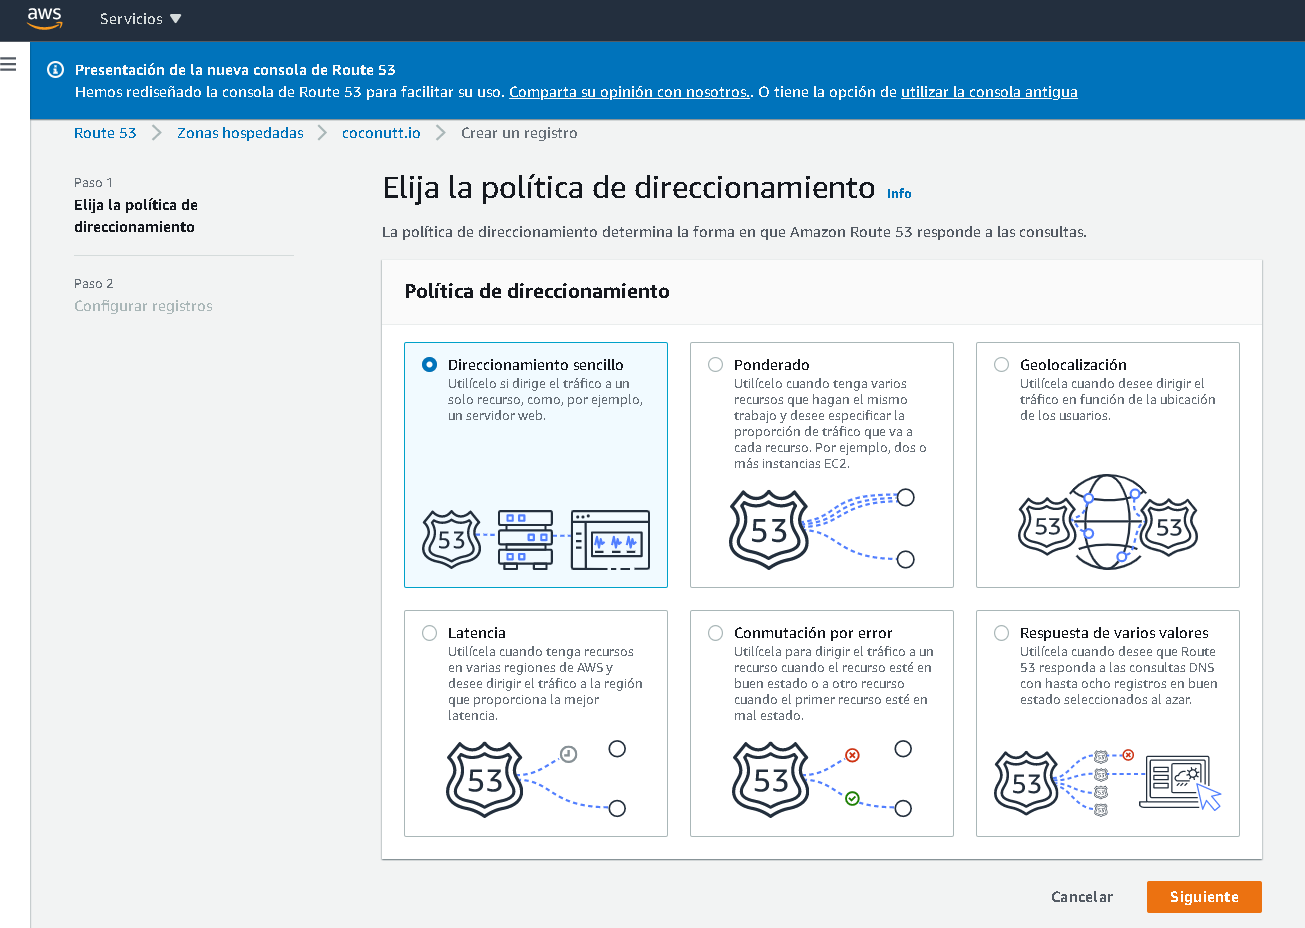 aws
Servicios
Presentación de la nueva consola de Route 53
Hemos rediseñado la consola de Route 53 para facilitar su uso. Comparta su opinión con nosotros.. O tiene la opción de utilizar la consola antigua
Route 53 Zonas hospedadas coconutt.io Crear un registro
Paso 1
Elija la política de
direccionamiento
Paso 2
Configurar registros
Elija la política de direccionamiento Info
La política de direccionamiento determina la forma en que Amazon Route 53 responde a las consultas.
Política de direccionamiento
Direccionamiento sencillo
Utilícelo si dirige el tráfico a un
solo recurso, como, por ejemplo,
un servidor web.
53
Ponderado
Utilícelo cuando tenga varios
recursos que hagan el mismo
trabajo y desee especificar la
proporción de tráfico que va a
cada recurso. Por ejemplo, dos o
más instancias EC2.
53
Geolocalización
Utilícela cuando desee dirigir el
tráfico en función de la ubicación
de los usuarios.
53 53
Latencia
Utilícela cuando tenga recursos
en varias regiones de AWS y
desee dirigir el tráfico a la región
que proporciona la mejor
latencia.
53
Conmutación por error
Utilícela para dirigir el tráfico a un
recurso cuando el recurso esté en
buen estado o a otro recurso
cuando el primer recurso esté en
mal estado.
53
Respuesta de varios valores
Utilícela cuando desee que Route
53 responda a las consultas DNS
con hasta ocho registros en buen
estado seleccionados al azar.
53
53
53
53
53
Cancelar Siguiente